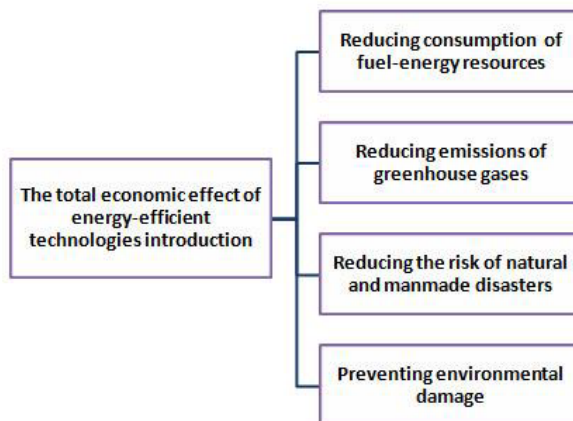 Reducing consumption of
fuel-energy resources
Reducing emissions of
greenhouse gases
The total economic effect of
energy-efficient
technologies introduction
Reducing the risk of natural
and manmade disasters
Preventing environmental
damage